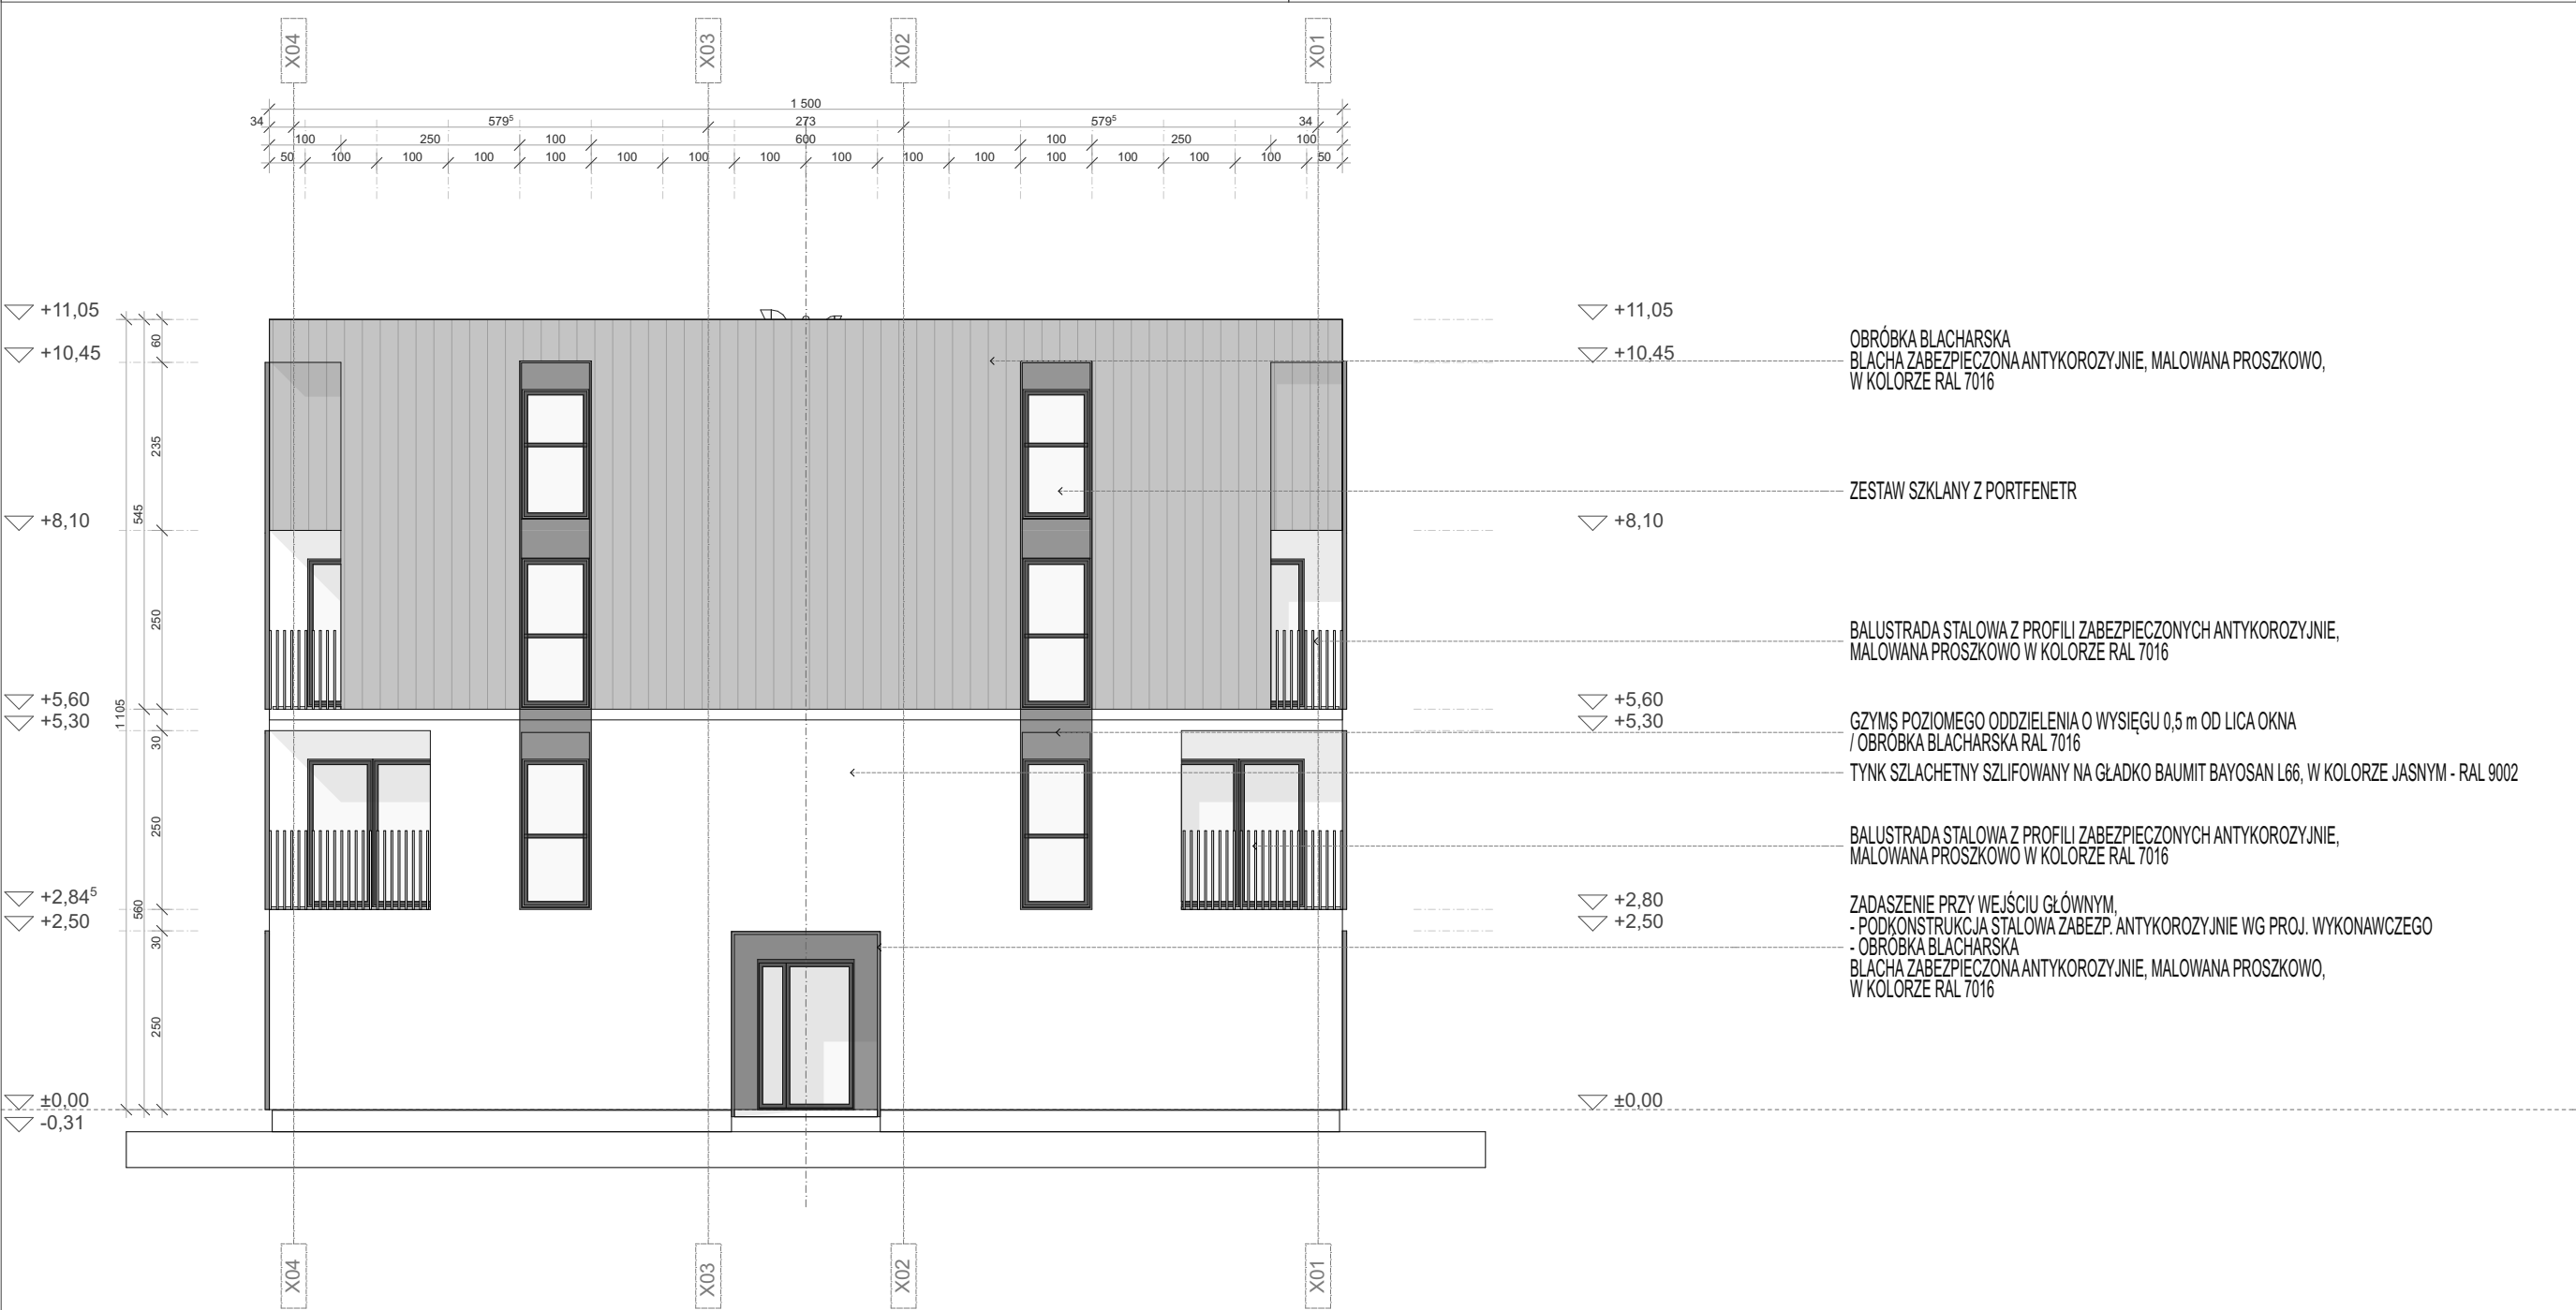 X04
X03
X02
X01
1 500
34
579⁵
273
579⁵
34
100
250
100
600
100
250
100
50
100
100
100
100
100
100
100
100
100
100
100
100
100
100
50
+11,05
+10,45
+8,10
+5,60
+5,30
+2,84⁵
+2,50
±0,00
-0,31
1 105
545
560
60
235
250
30
250
30
250
+11,05
+10,45
+8,10
+5,60
+5,30
+2,80
+2,50
±0,00
OBRÓBKA BLACHARSKA
BLACHA ZABEZPIECZONA ANTYKOROZYJNIE, MALOWANA PROSZKOWO,
W KOLORZE RAL 7016
ZESTAW SZKLANY Z PORTFENETR
BALUSTRADA STALOWA Z PROFILI ZABEZPIECZONYCH ANTYKOROZYJNIE,
MALOWANA PROSZKOWO W KOLORZE RAL 7016
GZYMS POZIOMEGO ODDZIELENIA O WYSIĘGU 0,5 m OD LICA OKNA
/ OBRÓBKA BLACHARSKA RAL 7016
TYNK SZLACHETNY SZLIFOWANY NA GŁADKO BAUMIT BAYOSAN L66, W KOLORZE JASNYM - RAL 9002
BALUSTRADA STALOWA Z PROFILI ZABEZPIECZONYCH ANTYKOROZYJNIE,
MALOWANA PROSZKOWO W KOLORZE RAL 7016
ZADASZENIE PRZY WEJŚCIU GŁÓWNYM,
- PODKONSTRUKCJA STALOWA ZABEZP. ANTYKOROZYJNIE WG PROJ. WYKONAWCZEGO
- OBRÓBKA BLACHARSKA
BLACHA ZABEZPIECZONA ANTYKOROZYJNIE, MALOWANA PROSZKOWO,
W KOLORZE RAL 7016
X04
X03
X02
X01